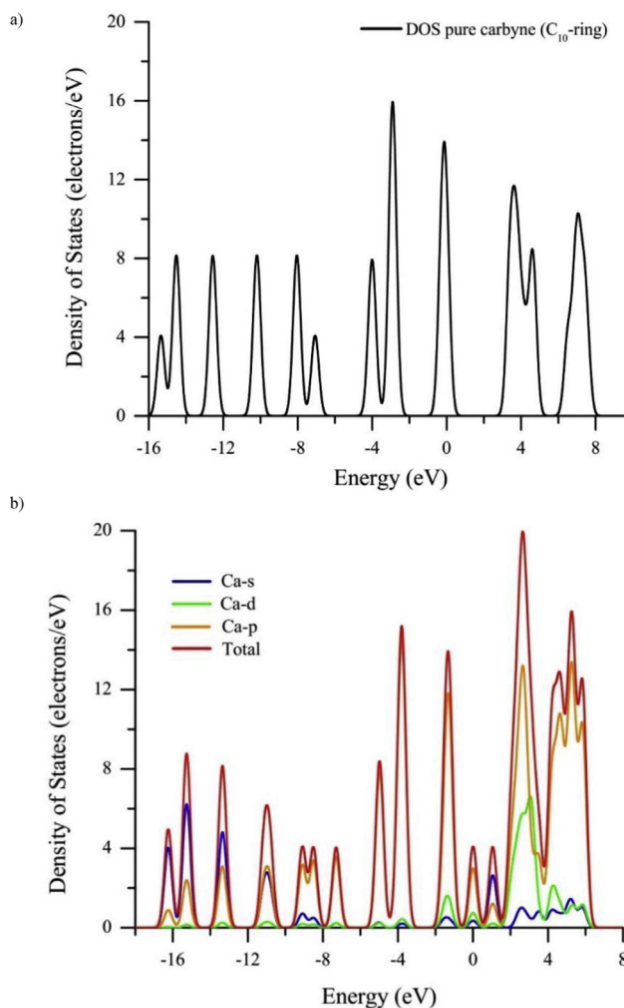 a)
20
16
12
8
4
0
Density of States (electrons/eV)
DOS pure carbyne (C₁₀-ring)
-16 -12 -8 -4 0 4 8
Energy (eV)
b)
20
16
12
8
4
0
Density of States (electrons/eV)
Ca-s
Ca-d
Ca-p
Total
-16 -12 -8 -4 0 4 8
Energy (eV)